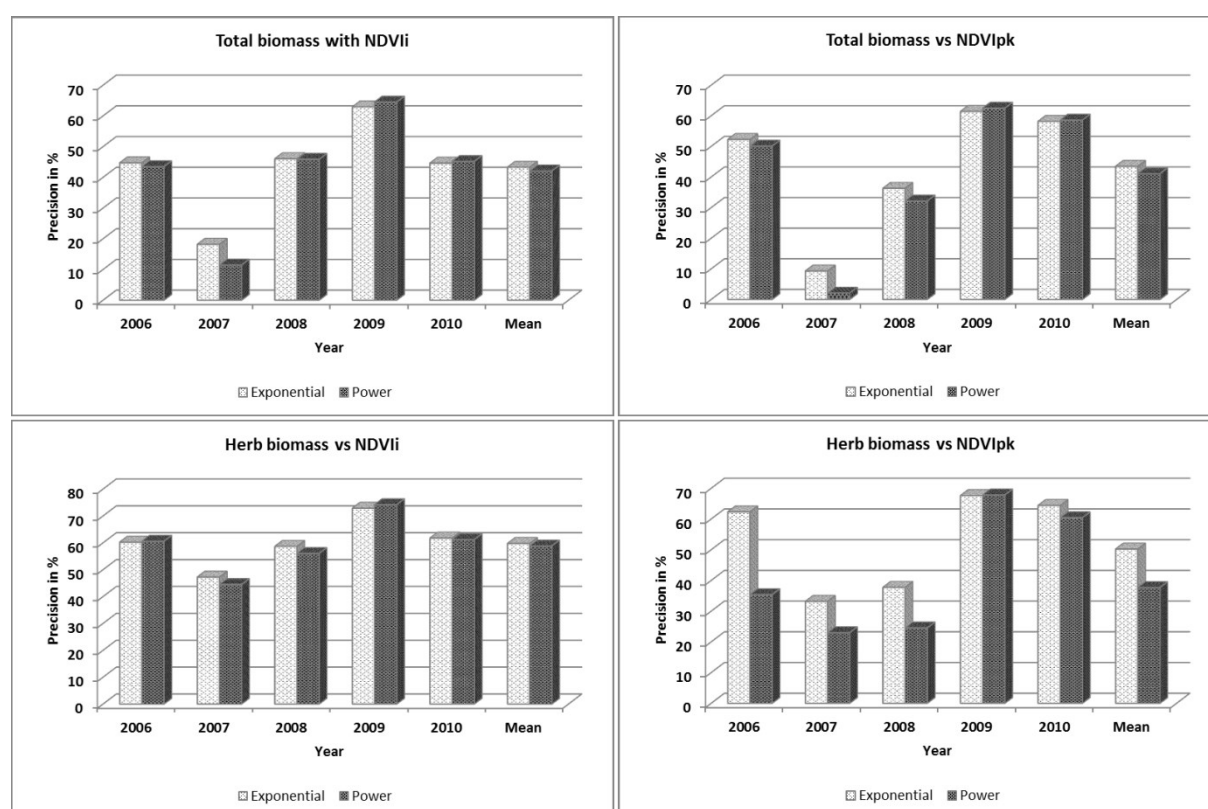 Total biomass with NDVIi
Precision in %
70
60
50
40
30
20
10
0
2006 2007 2008 2009 2010 Mean
Year
Exponential Power
Total biomass vs NDVIpk
Precision in %
70
60
50
40
30
20
10
0
2006 2007 2008 2009 2010 Mean
Year
Exponential Power
Herb biomass vs NDVIi
Precision in %
80
70
60
50
40
30
20
10
0
2006 2007 2008 2009 2010 Mean
Year
Exponential Power
Herb biomass vs NDVIpk
Precision in %
70
60
50
40
30
20
10
0
2006 2007 2008 2009 2010 Mean
Year
Exponential Power